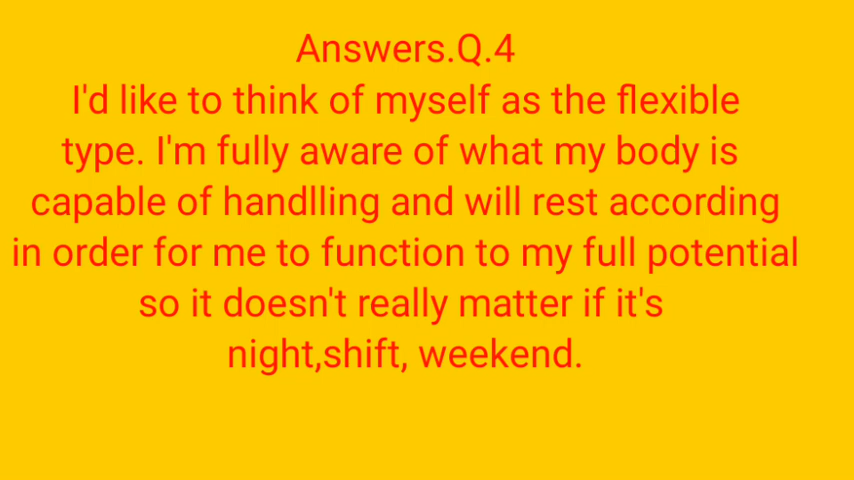 Answers.Q.4
I'd like to think of myself as the flexible
type. I'm fully aware of what my body is
capable of handlling and will rest according
in order for me to function to my full potential
so it doesn't really matter if it's
night,shift, weekend.